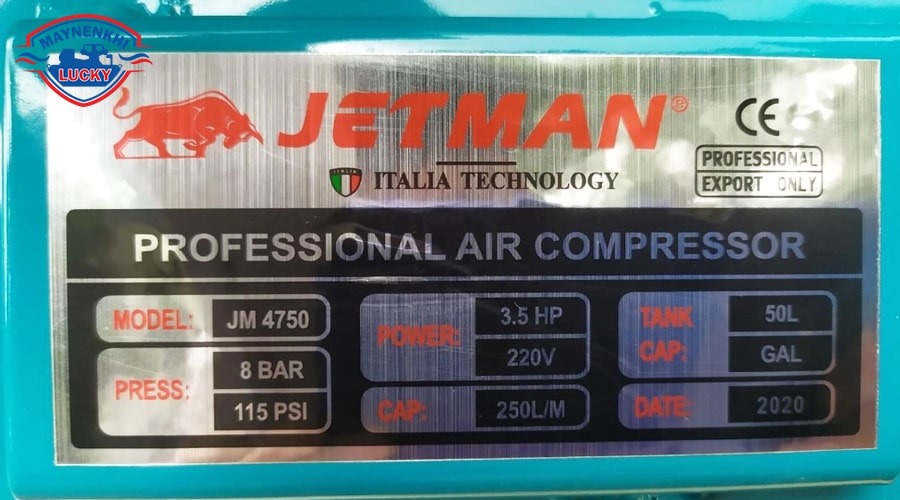 MAYNENKHI
LUCKY
JETMAN®
ITALIA
ITALIA TECHNOLOGY
CE
PROFESSIONAL
EXPORT ONLY
PROFESSIONAL AIR COMPRESSOR
MODEL: JM 4750
PRESS: 8 BAR
115 PSI
POWER: 3.5 HP
220V
CAP: 250L/M
TANK CAP: 50L
GAL
DATE: 2020